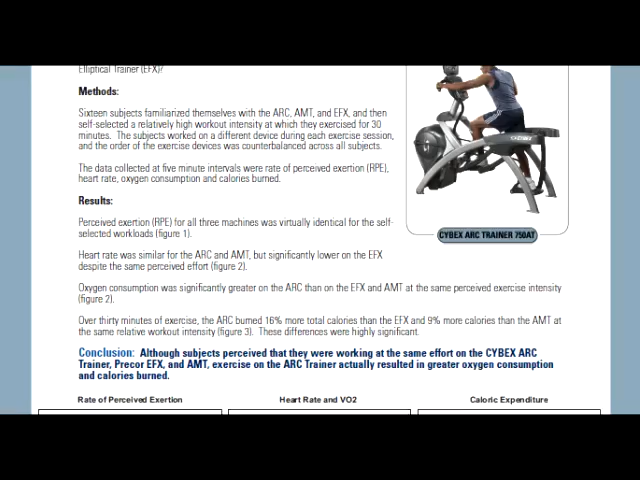 Elliptical Trainer (EFX)?
Methods:
Sixteen subjects familiarized themselves with the ARC, AMT, and EFX, and then
self-selected a relatively high workout intensity at which they exercised for 30
minutes. The subjects worked on a different device during each exercise session,
and the order of the exercise devices was counterbalanced across all subjects.
The data collected at five minute intervals were rate of perceived exertion (RPE),
heart rate, oxygen consumption and calories burned.
CYBEX ARC TRAINER 750AT
Results:
Perceived exertion (RPE) for all three machines was virtually identical for the self-
selected workloads (figure 1).
Heart rate was similar for the ARC and AMT, but significantly lower on the EFX
despite the same perceived effort (figure 2).
Oxygen consumption was significantly greater on the ARC than on the EFX and AMT at the same perceived exercise intensity
(figure 2).
Over thirty minutes of exercise, the ARC burned 16% more total calories than the EFX and 9% more calories than the AMT at
the same relative workout intensity (figure 3). These differences were highly significant.
Conclusion: Although subjects perceived that they were working at the same effort on the CYBEX ARC
Trainer, Precor EFX, and AMT, exercise on the ARC Trainer actually resulted in greater oxygen consumption
and calories burned.
Rate of Perceived Exertion
Heart Rate and VO2
Caloric Expenditure